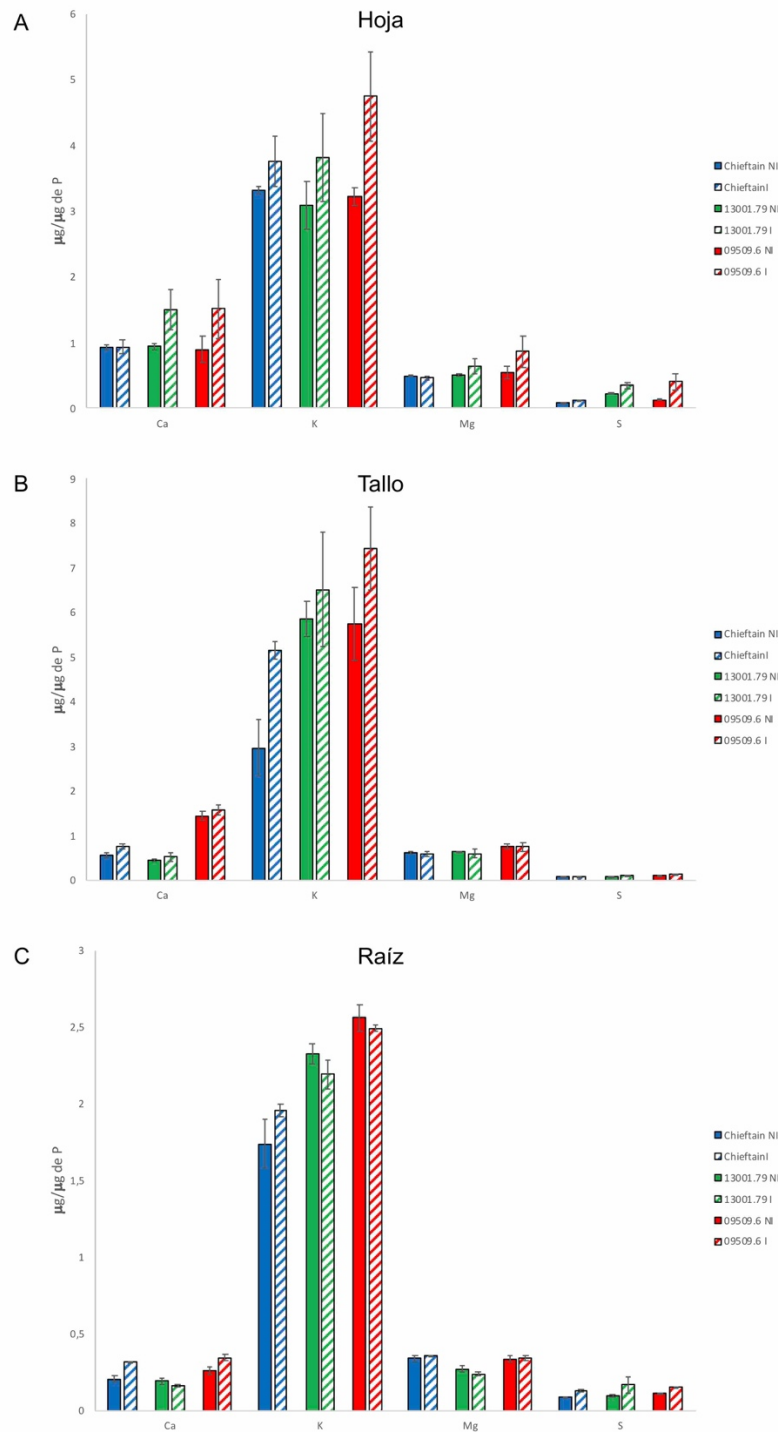 A
Hoja
6
5
4
3
2
1
0
µg/µg de P
Ca
K
Mg
S
Chieftain NI
ChieftainI
13001.79 NI
13001.79 I
09509.6 NI
09509.6 I
B
Tallo
9
8
7
6
5
4
3
2
1
0
µg/µg de P
Ca
K
Mg
S
Chieftain NI
ChieftainI
13001.79 NI
13001.79 I
09509.6 NI
09509.6 I
C
Raíz
3
2,5
2
1,5
1
0,5
0
µg/µg de P
Ca
K
Mg
S
Chieftain NI
ChieftainI
13001.79 NI
13001.79 I
09509.6 NI
09509.6 I